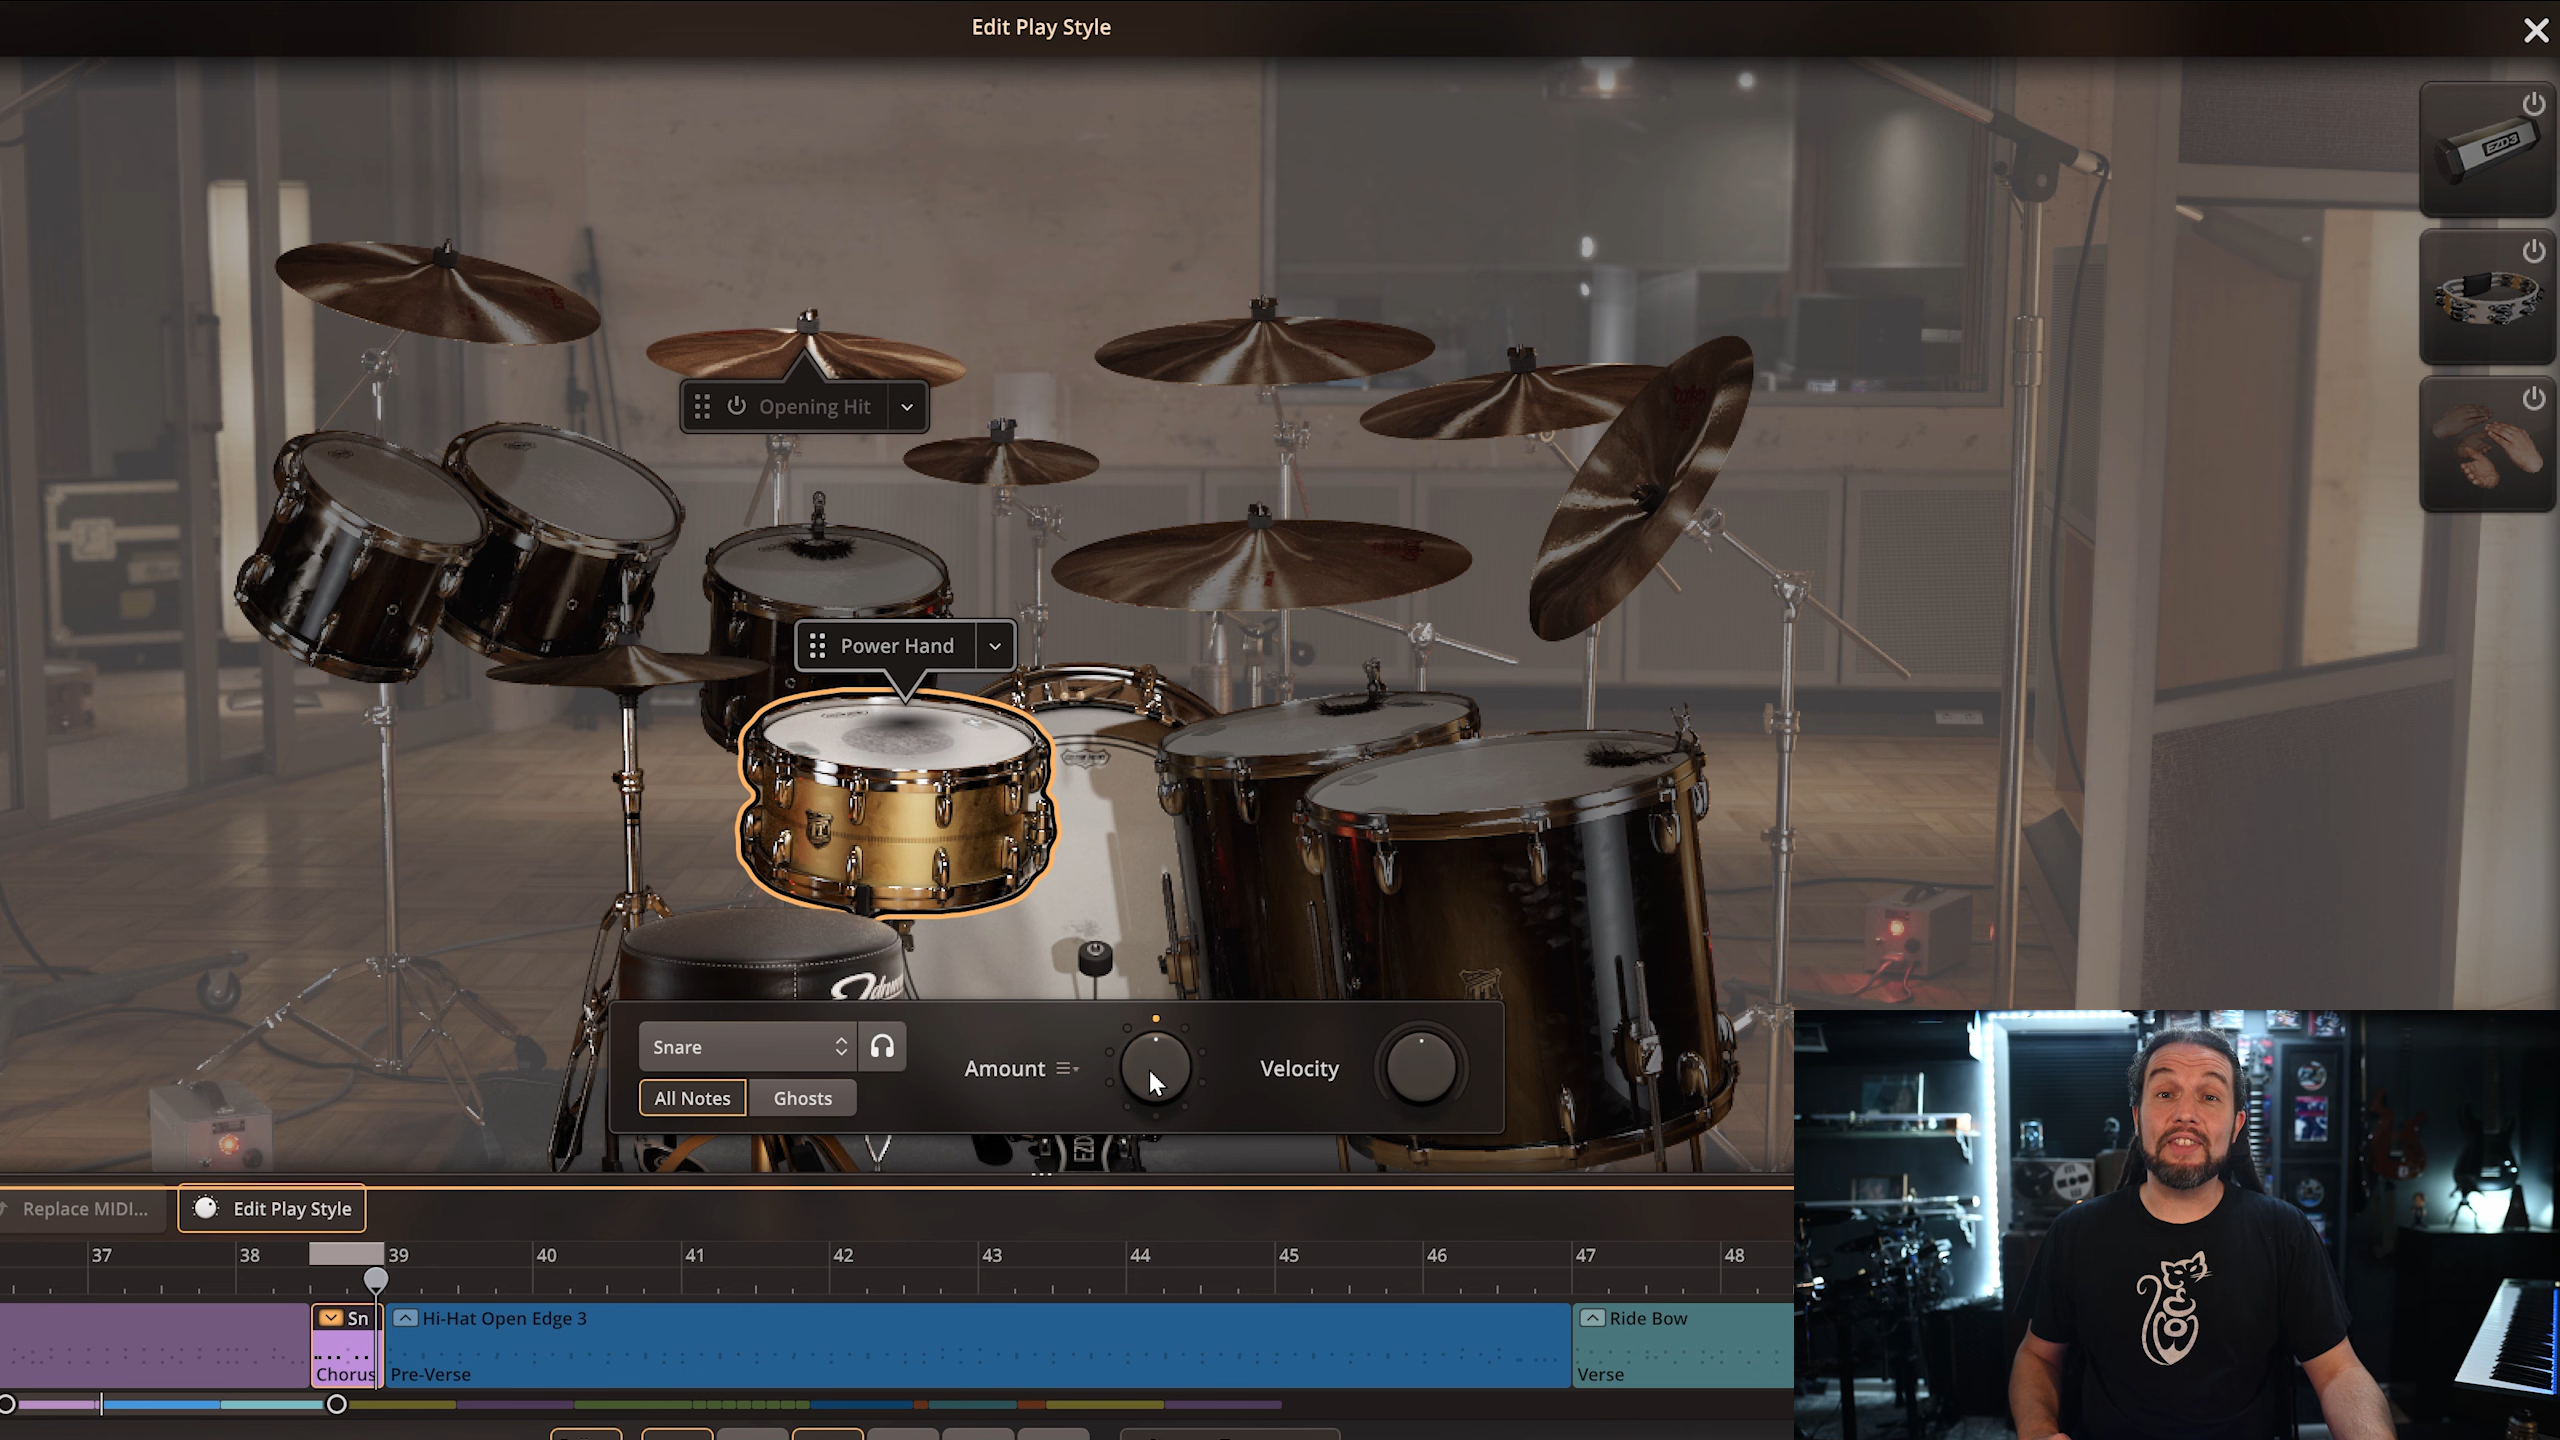 Edit Play Style
EZD3
Opening Hit
Power Hand
Snare
All Notes
Ghosts
Amount
Velocity
EZD
Replace MIDI...
Edit Play Style
37
38
39
40
41
42
43
44
45
46
47
48
Sn
Hi-Hat Open Edge 3
Ride Bow
Chorus
Pre-Verse
Verse